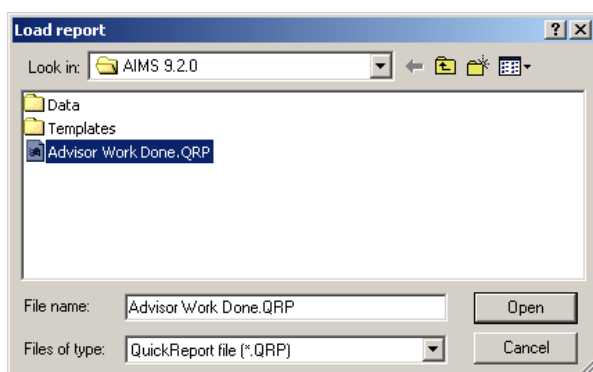 Load report
Look in: AIMS 9.2.0
Data
Templates
Advisor Work Done.QRP
File name: Advisor Work Done.QRP Open
Files of type: QuickReport file (*.QRP) Cancel